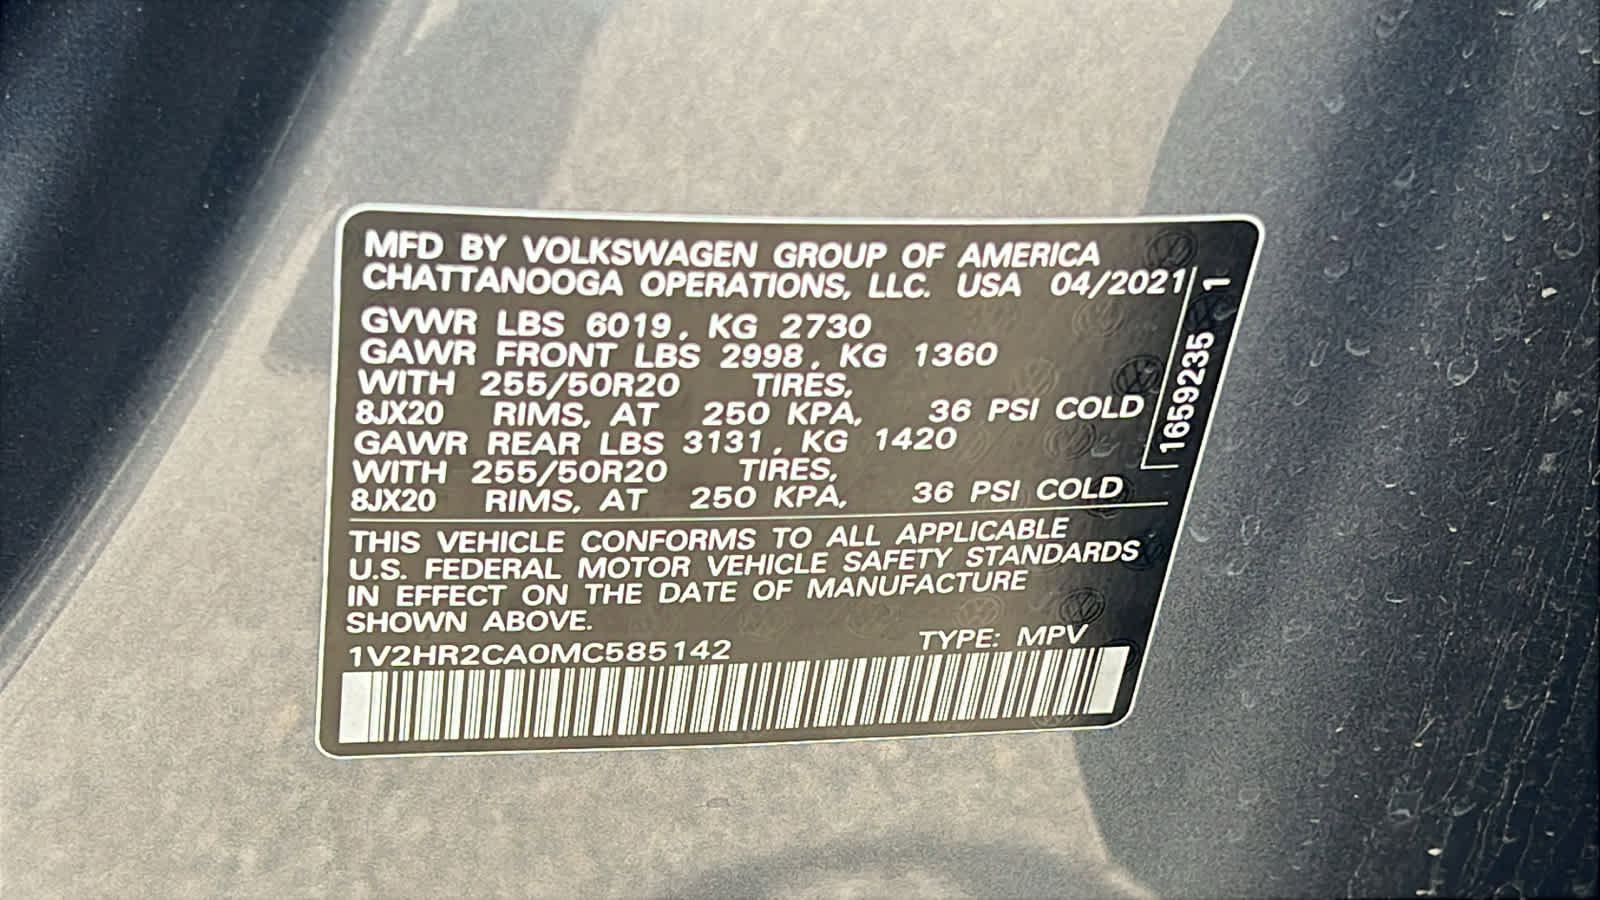 MFD BY VOLKSWAGEN GROUP OF AMERICA
CHATTANOOGA OPERATIONS, LLC. USA 04/2021
GVWR LBS 6019, KG 2730
GAWR FRONT LBS 2998, KG 1360
WITH 255/50R20 TIRES,
8JX20 RIMS, AT 250 KPA, 36 PSI COLD
GAWR REAR LBS 3131, KG 1420
WITH 255/50R20 TIRES,
8JX20 RIMS, AT 250 KPA, 36 PSI COLD
1659235 1
THIS VEHICLE CONFORMS TO ALL APPLICABLE
U.S. FEDERAL MOTOR VEHICLE SAFETY STANDARDS
IN EFFECT ON THE DATE OF MANUFACTURE
SHOWN ABOVE.
1V2HR2CA0MC585142 TYPE: MPV